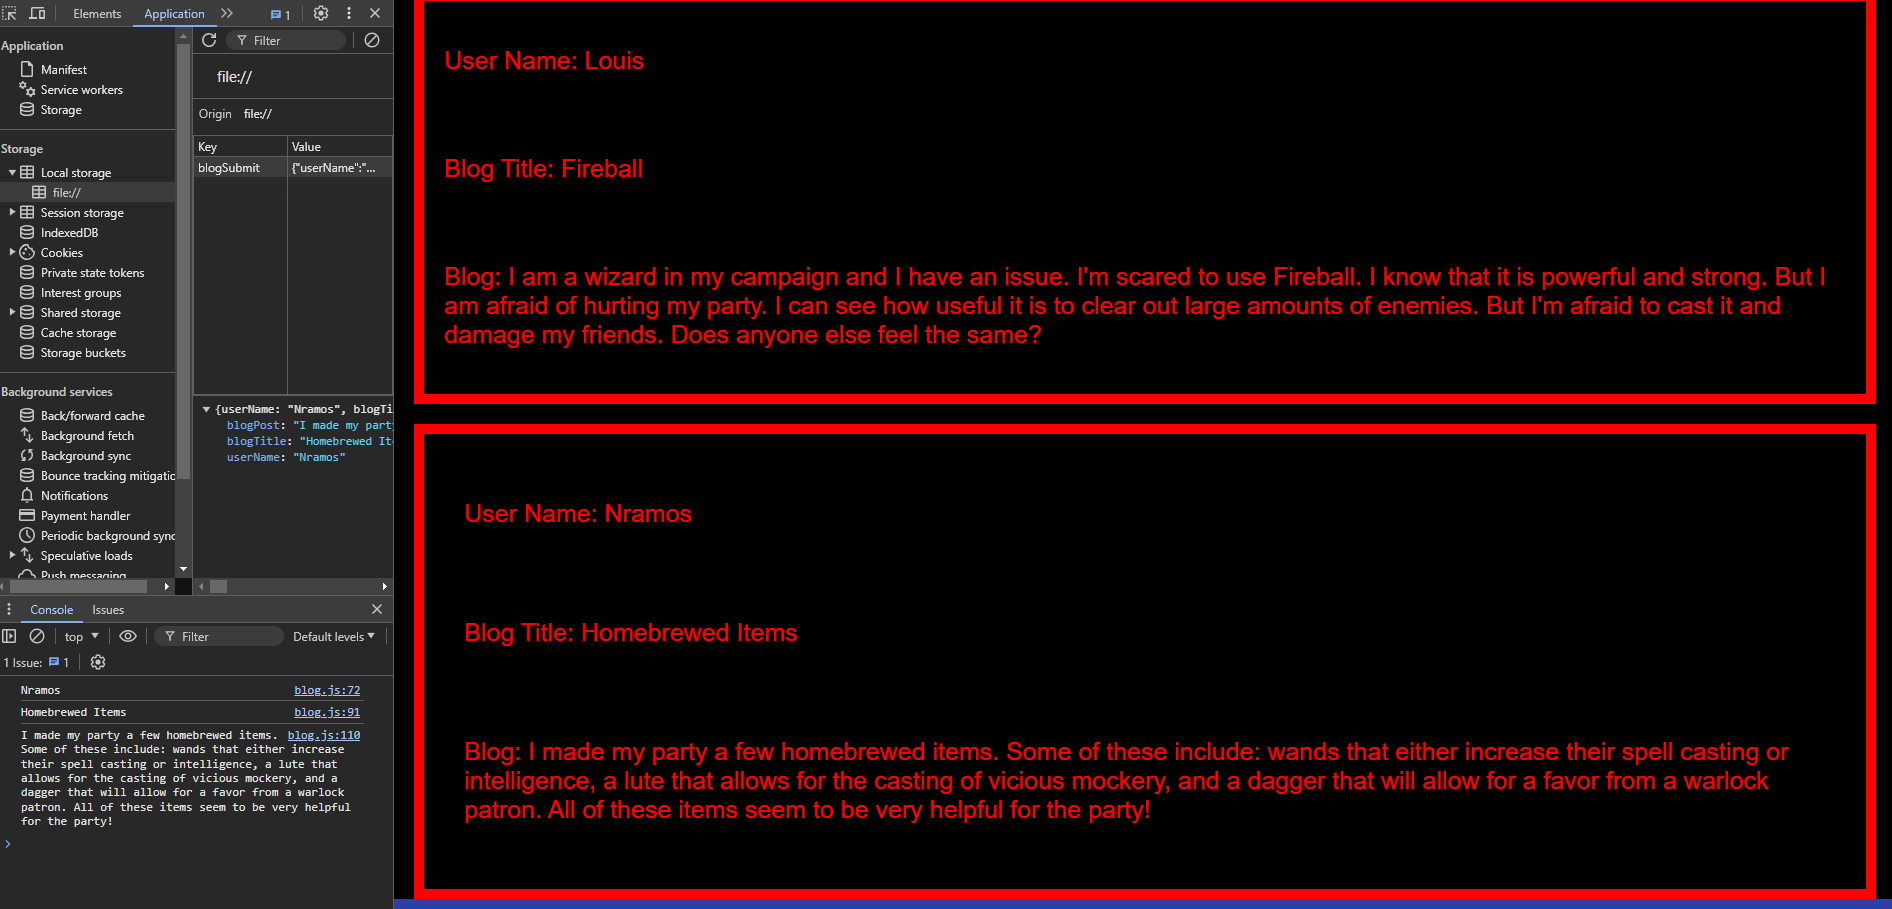 Elements Application 1
Application
Manifest
Service workers
Storage
Storage
Local storage
file://
Session storage
IndexedDB
Cookies
Private state tokens
Interest groups
Shared storage
Cache storage
Storage buckets
Background services
Back/forward cache
Background fetch
Background sync
Bounce tracking mitigatic
Notifications
Payment handler
Periodic background sync
Speculative loads
Push messaging
Filter
file://
Origin file://
Key Value
blogSubmit {"userName":"...
{userName: "Nramos", blogTi
blogPost: "I made my part
blogTitle: "Homebrewed It
userName: "Nramos"
Console Issues
top Filter Default levels
1 Issue: 1
Nramos blog.js:72
Homebrewed Items blog.js:91
I made my party a few homebrewed items. blog.js:110
Some of these include: wands that either increase
their spell casting or intelligence, a lute that
allows for the casting of vicious mockery, and a
dagger that will allow for a favor from a warlock
patron. All of these items seem to be very helpful
for the party!
User Name: Louis
Blog Title: Fireball
Blog: I am a wizard in my campaign and I have an issue. I'm scared to use Fireball. I know that it is powerful and strong. But I
am afraid of hurting my party. I can see how useful it is to clear out large amounts of enemies. But I'm afraid to cast it and
damage my friends. Does anyone else feel the same?
User Name: Nramos
Blog Title: Homebrewed Items
Blog: I made my party a few homebrewed items. Some of these include: wands that either increase their spell casting or
intelligence, a lute that allows for the casting of vicious mockery, and a dagger that will allow for a favor from a warlock
patron. All of these items seem to be very helpful for the party!